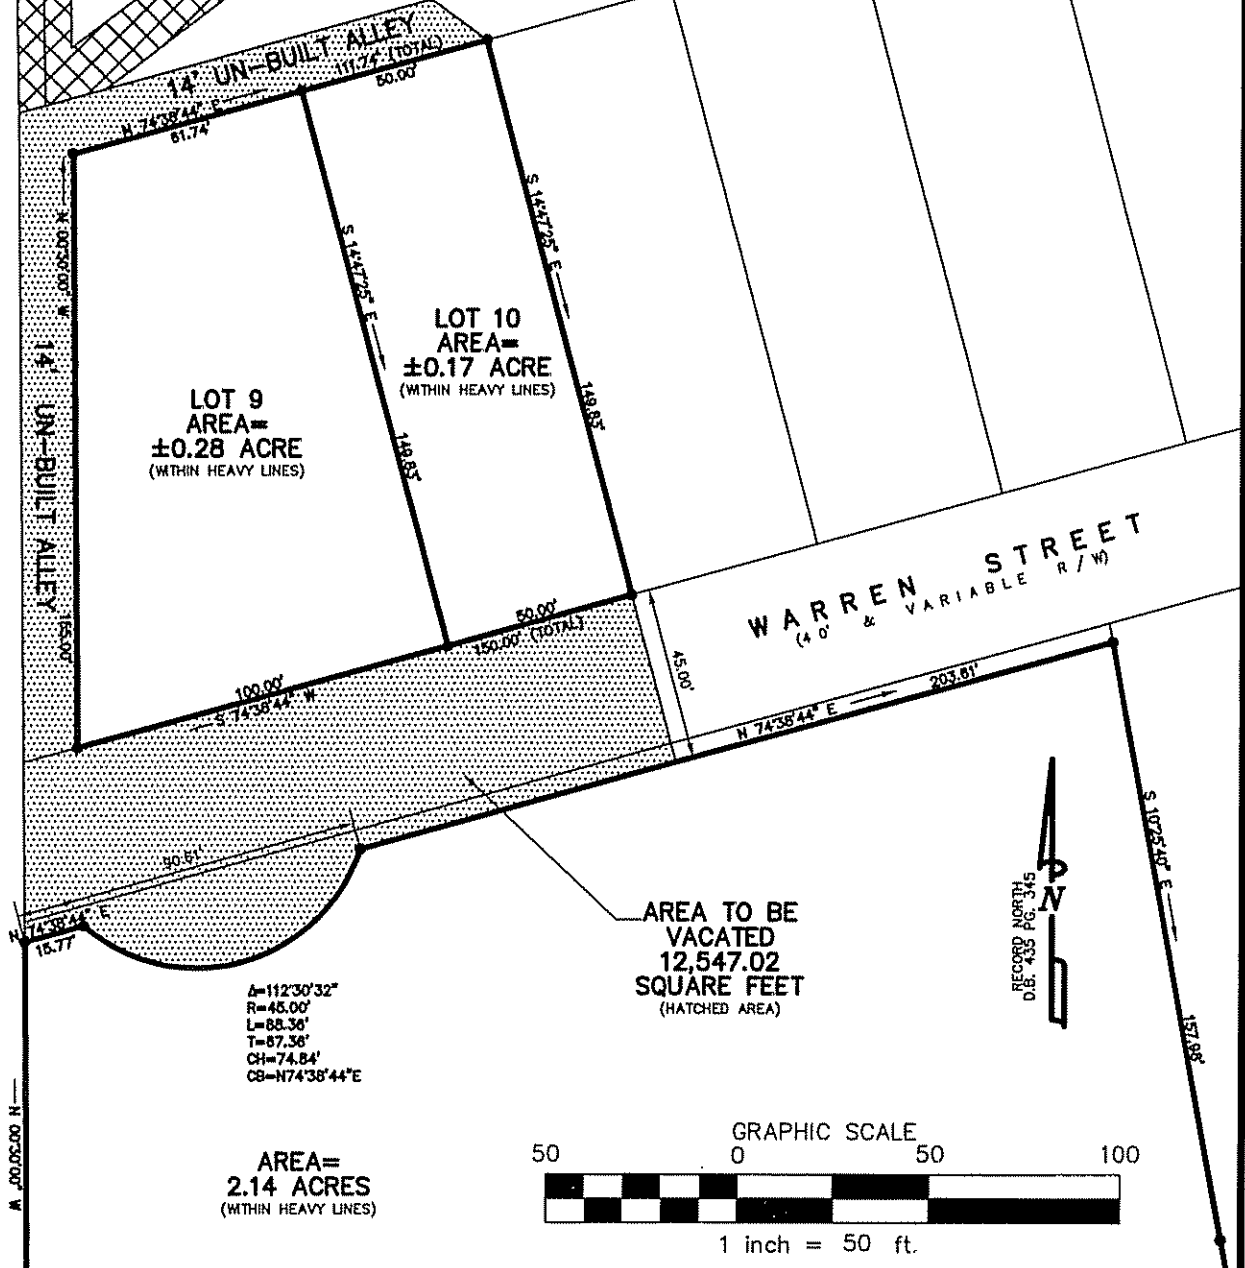 14' UN-BUILT ALLEY
111.74' (TOTAL)
50.00'
N 74°38'44" E
61.74'
N 00°30'00" W
14' UN-BUILT ALLEY
165.00'
S 14°47'25" E
149.83'
S 14°47'25" E
149.83'
LOT 10
AREA=
±0.17 ACRE
(WITHIN HEAVY LINES)
LOT 9
AREA=
±0.28 ACRE
(WITHIN HEAVY LINES)
WARREN STREET
(40' & VARIABLE R/W)
50.00'
150.00' (TOTAL)
100.00'
S 74°38'44" W
45.00'
N 74°38'44" E
203.61'
90.61'
N 74°38'44" E
15.77'
S 10°25'40" E
157.98'
AREA TO BE
VACATED
12,547.02
SQUARE FEET
(HATCHED AREA)
RECORD NORTH
D.B. 435 PG. 345
N
Δ=112°30'32"
R=45.00'
L=88.36'
T=67.36'
CH=74.84'
CB=N74°38'44"E
N 00°30'00" W
AREA=
2.14 ACRES
(WITHIN HEAVY LINES)
GRAPHIC SCALE
50 0 50 100
1 inch = 50 ft.